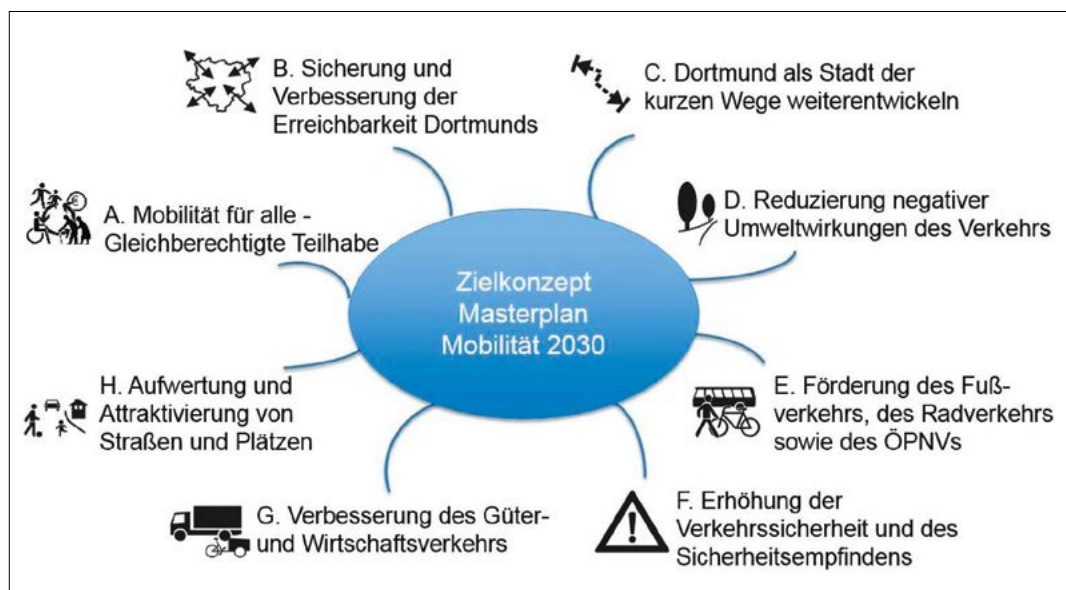 B. Sicherung und
Verbesserung der
Erreichbarkeit Dortmunds
C. Dortmund als Stadt der
kurzen Wege weiterentwickeln
A. Mobilität für alle -
Gleichberechtigte Teilhabe
D. Reduzierung negativer
Umweltwirkungen des Verkehrs
Zielkonzept
Masterplan
Mobilität 2030
H. Aufwertung und
Attraktivierung von
Straßen und Plätzen
E. Förderung des Fuß-
verkehrs, des Radverkehrs
sowie des ÖPNVs
G. Verbesserung des Güter-
und Wirtschaftsverkehrs
F. Erhöhung der
Verkehrssicherheit und des
Sicherheitsempfindens